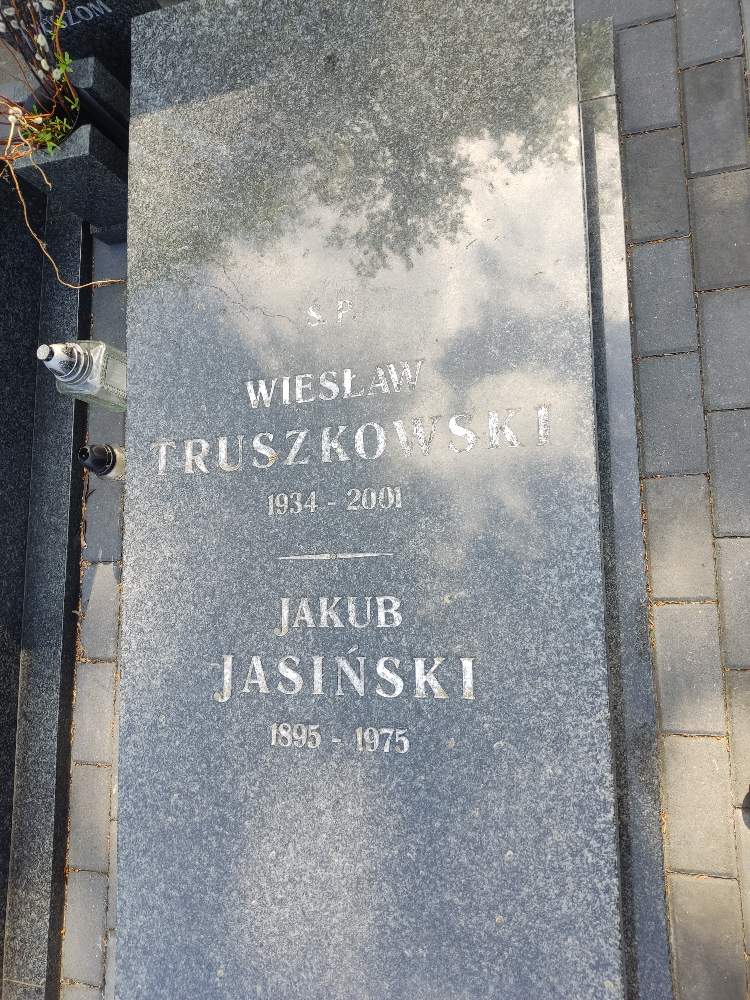 Ś. P.
WIESŁAW
TRUSZKOWSKI
1934 - 2001
JAKUB
JASIŃSKI
1895 - 1975